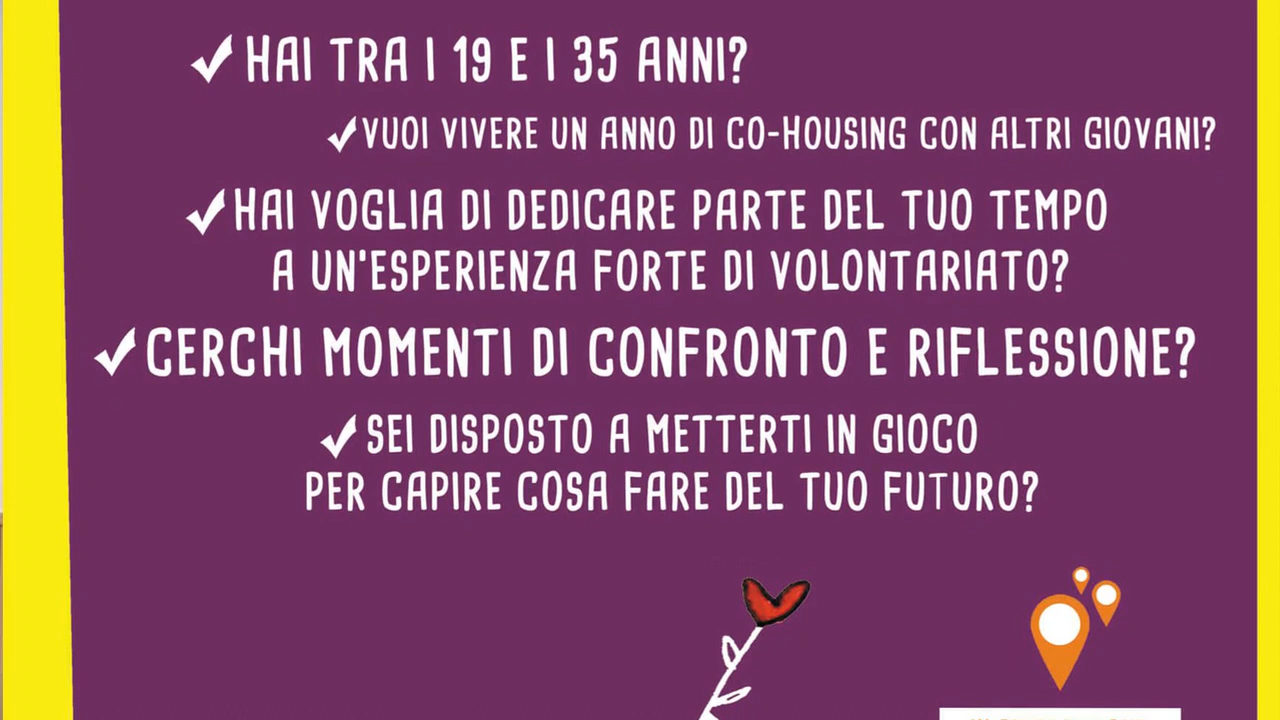 HAI TRA I 19 E I 35 ANNI?
VUOI VIVERE UN ANNO DI CO-HOUSING CON ALTRI GIOVANI?
HAI VOGLIA DI DEDICARE PARTE DEL TUO TEMPO
A UN'ESPERIENZA FORTE DI VOLONTARIATO?
CERCHI MOMENTI DI CONFRONTO E RIFLESSIONE?
SEI DISPOSTO A METTERTI IN GIOCO
PER CAPIRE COSA FARE DEL TUO FUTURO?